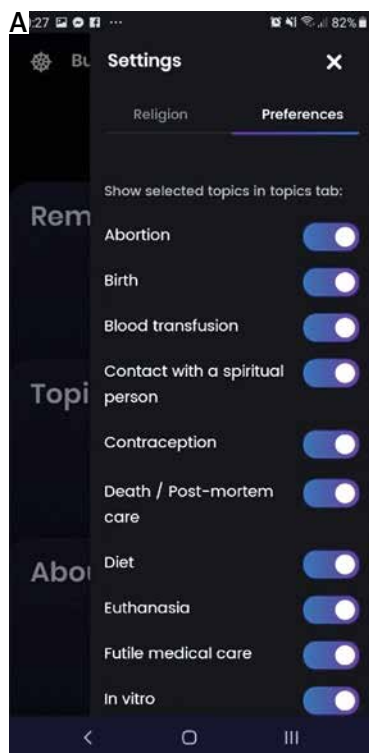 A
:27 82%
Bu
Settings
Religion Preferences
Show selected topics in topics tab:
Rem
Abortion
Birth
Blood transfusion
Contact with a spiritual
person
Topi
Contraception
Death / Post-mortem
care
Abou
Diet
Euthanasia
Futile medical care
In vitro